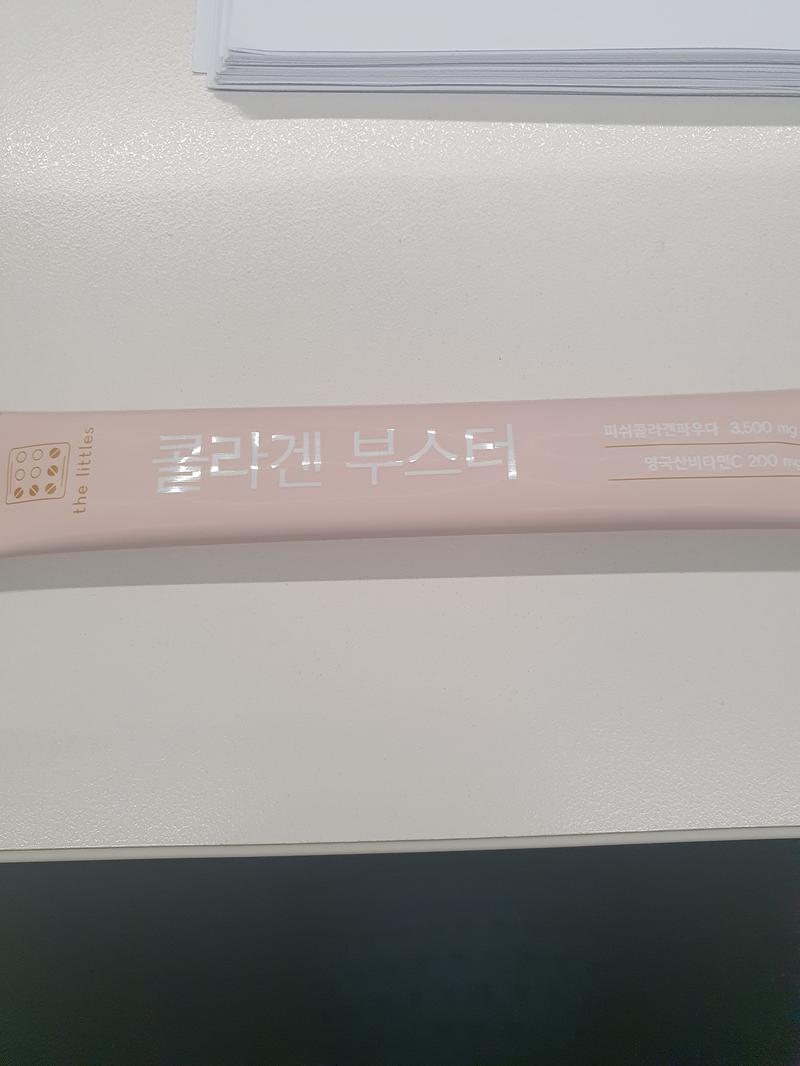 the littles
콜라겐 부스터
피쉬콜라겐파우다 3,500 mg
영국산비타민C 200 mg